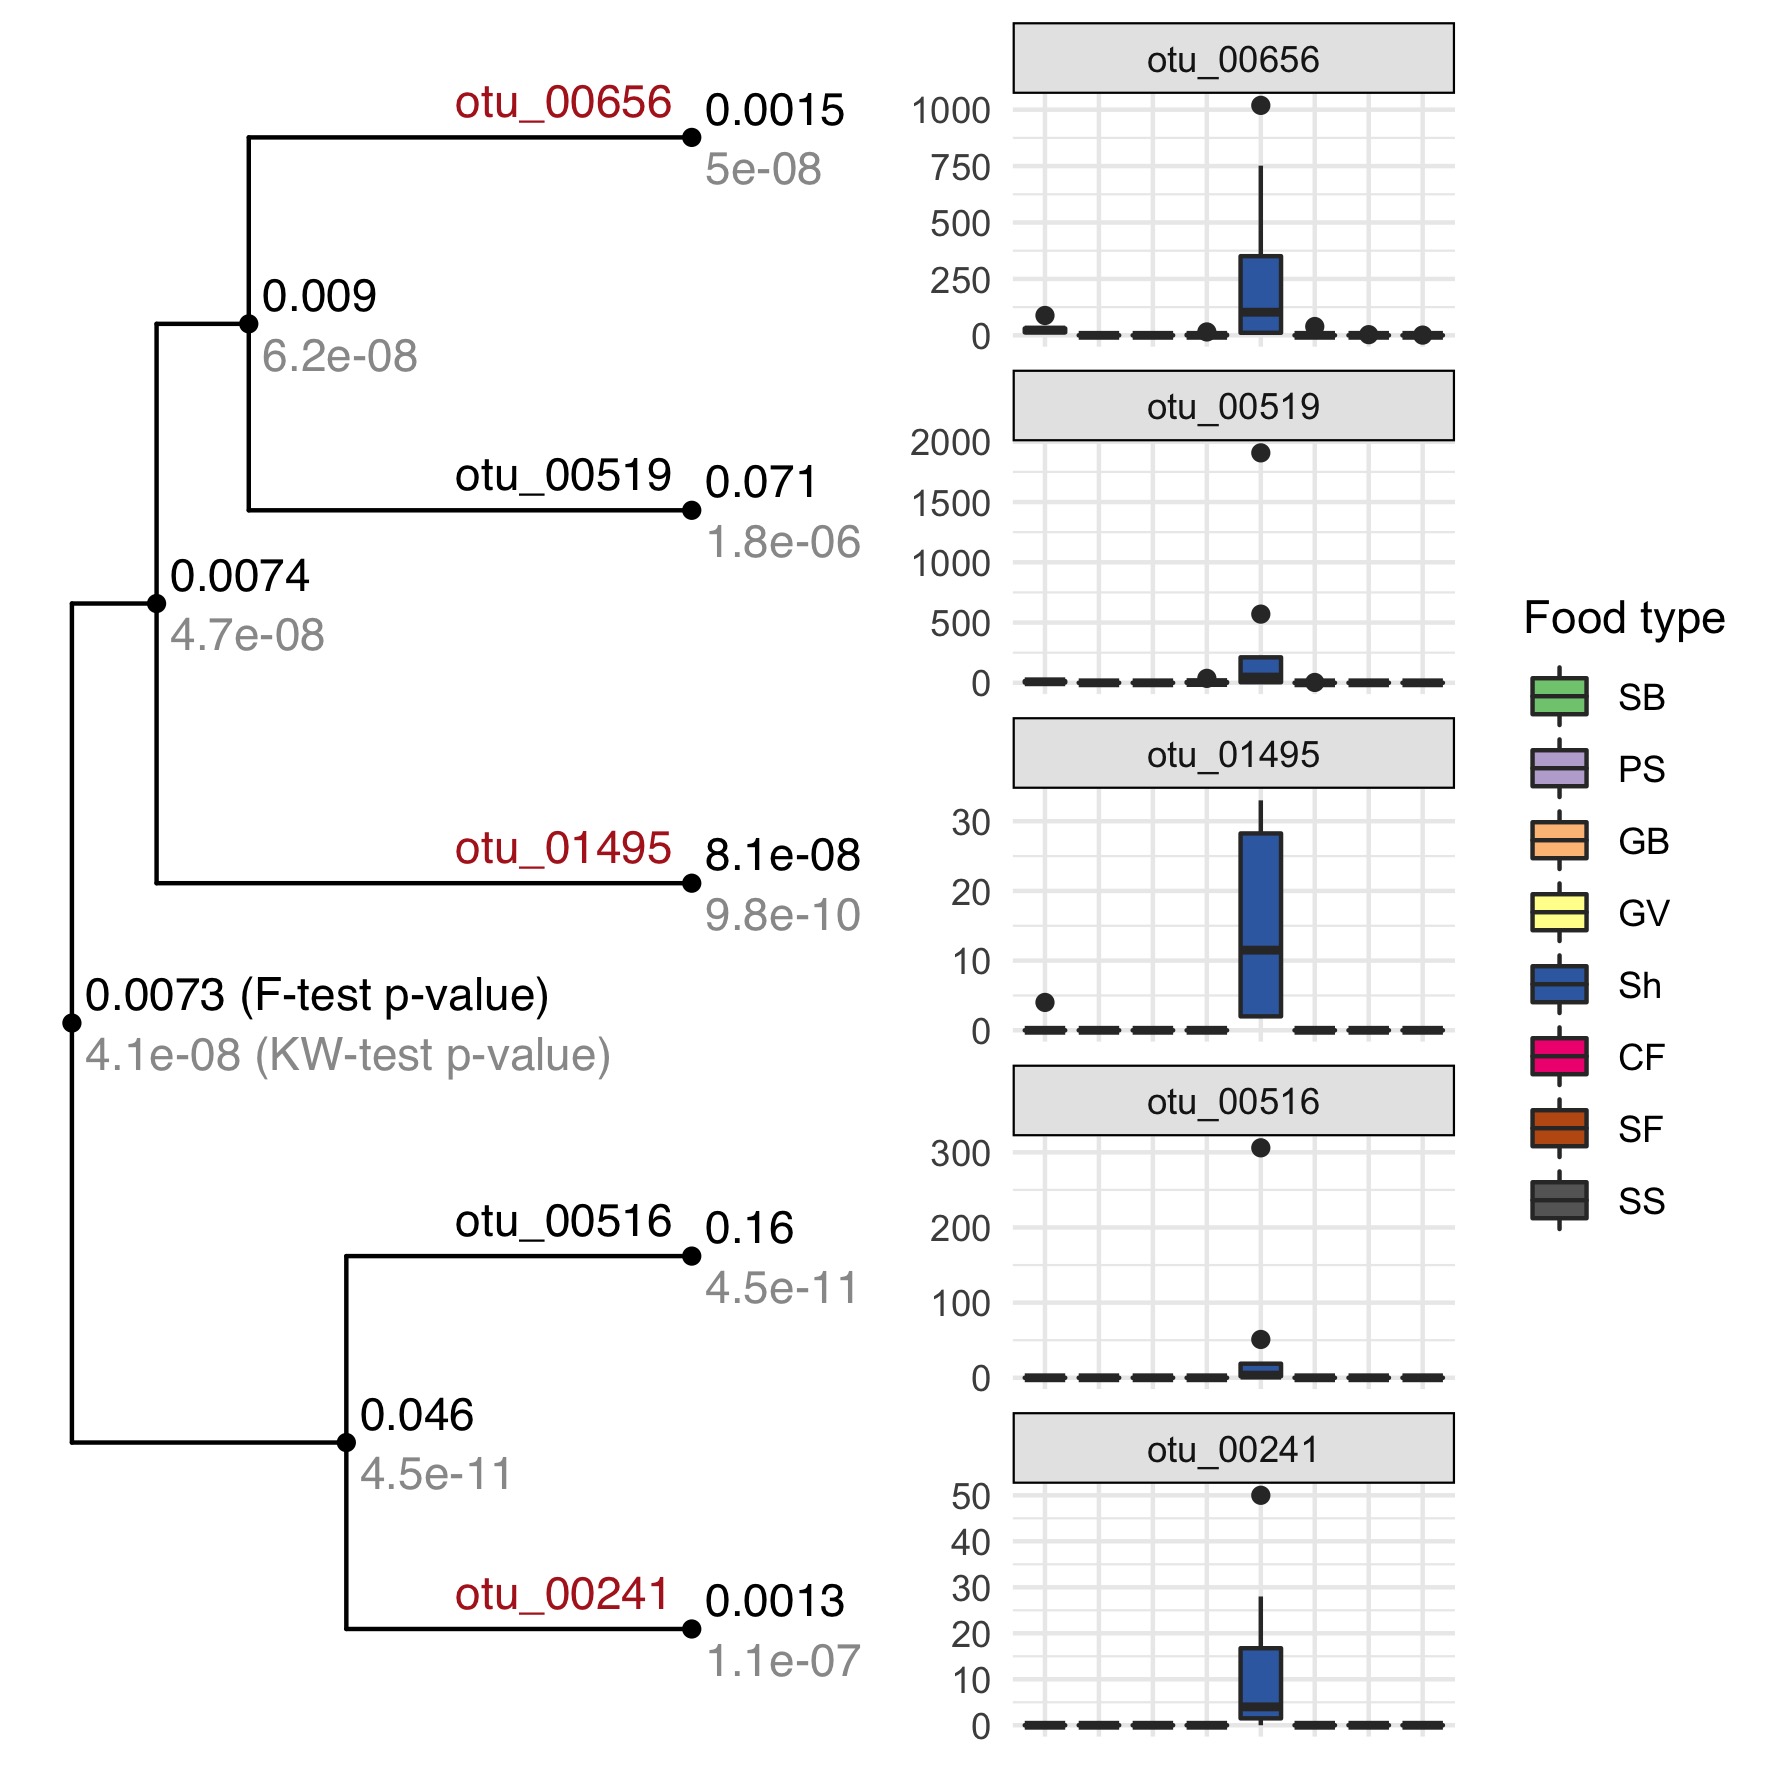 otu_00656
0.0015
5e-08
0.009
6.2e-08
otu_00519
0.071
1.8e-06
0.0074
4.7e-08
otu_01495
8.1e-08
9.8e-10
0.0073 (F-test p-value)
4.1e-08 (KW-test p-value)
otu_00516
0.16
4.5e-11
0.046
4.5e-11
otu_00241
0.0013
1.1e-07
otu_00656
1000
750
500
250
0
otu_00519
2000
1500
1000
500
0
otu_01495
30
20
10
0
otu_00516
300
200
100
0
otu_00241
50
40
30
20
10
0
Food type
SB
PS
GB
GV
Sh
CF
SF
SS